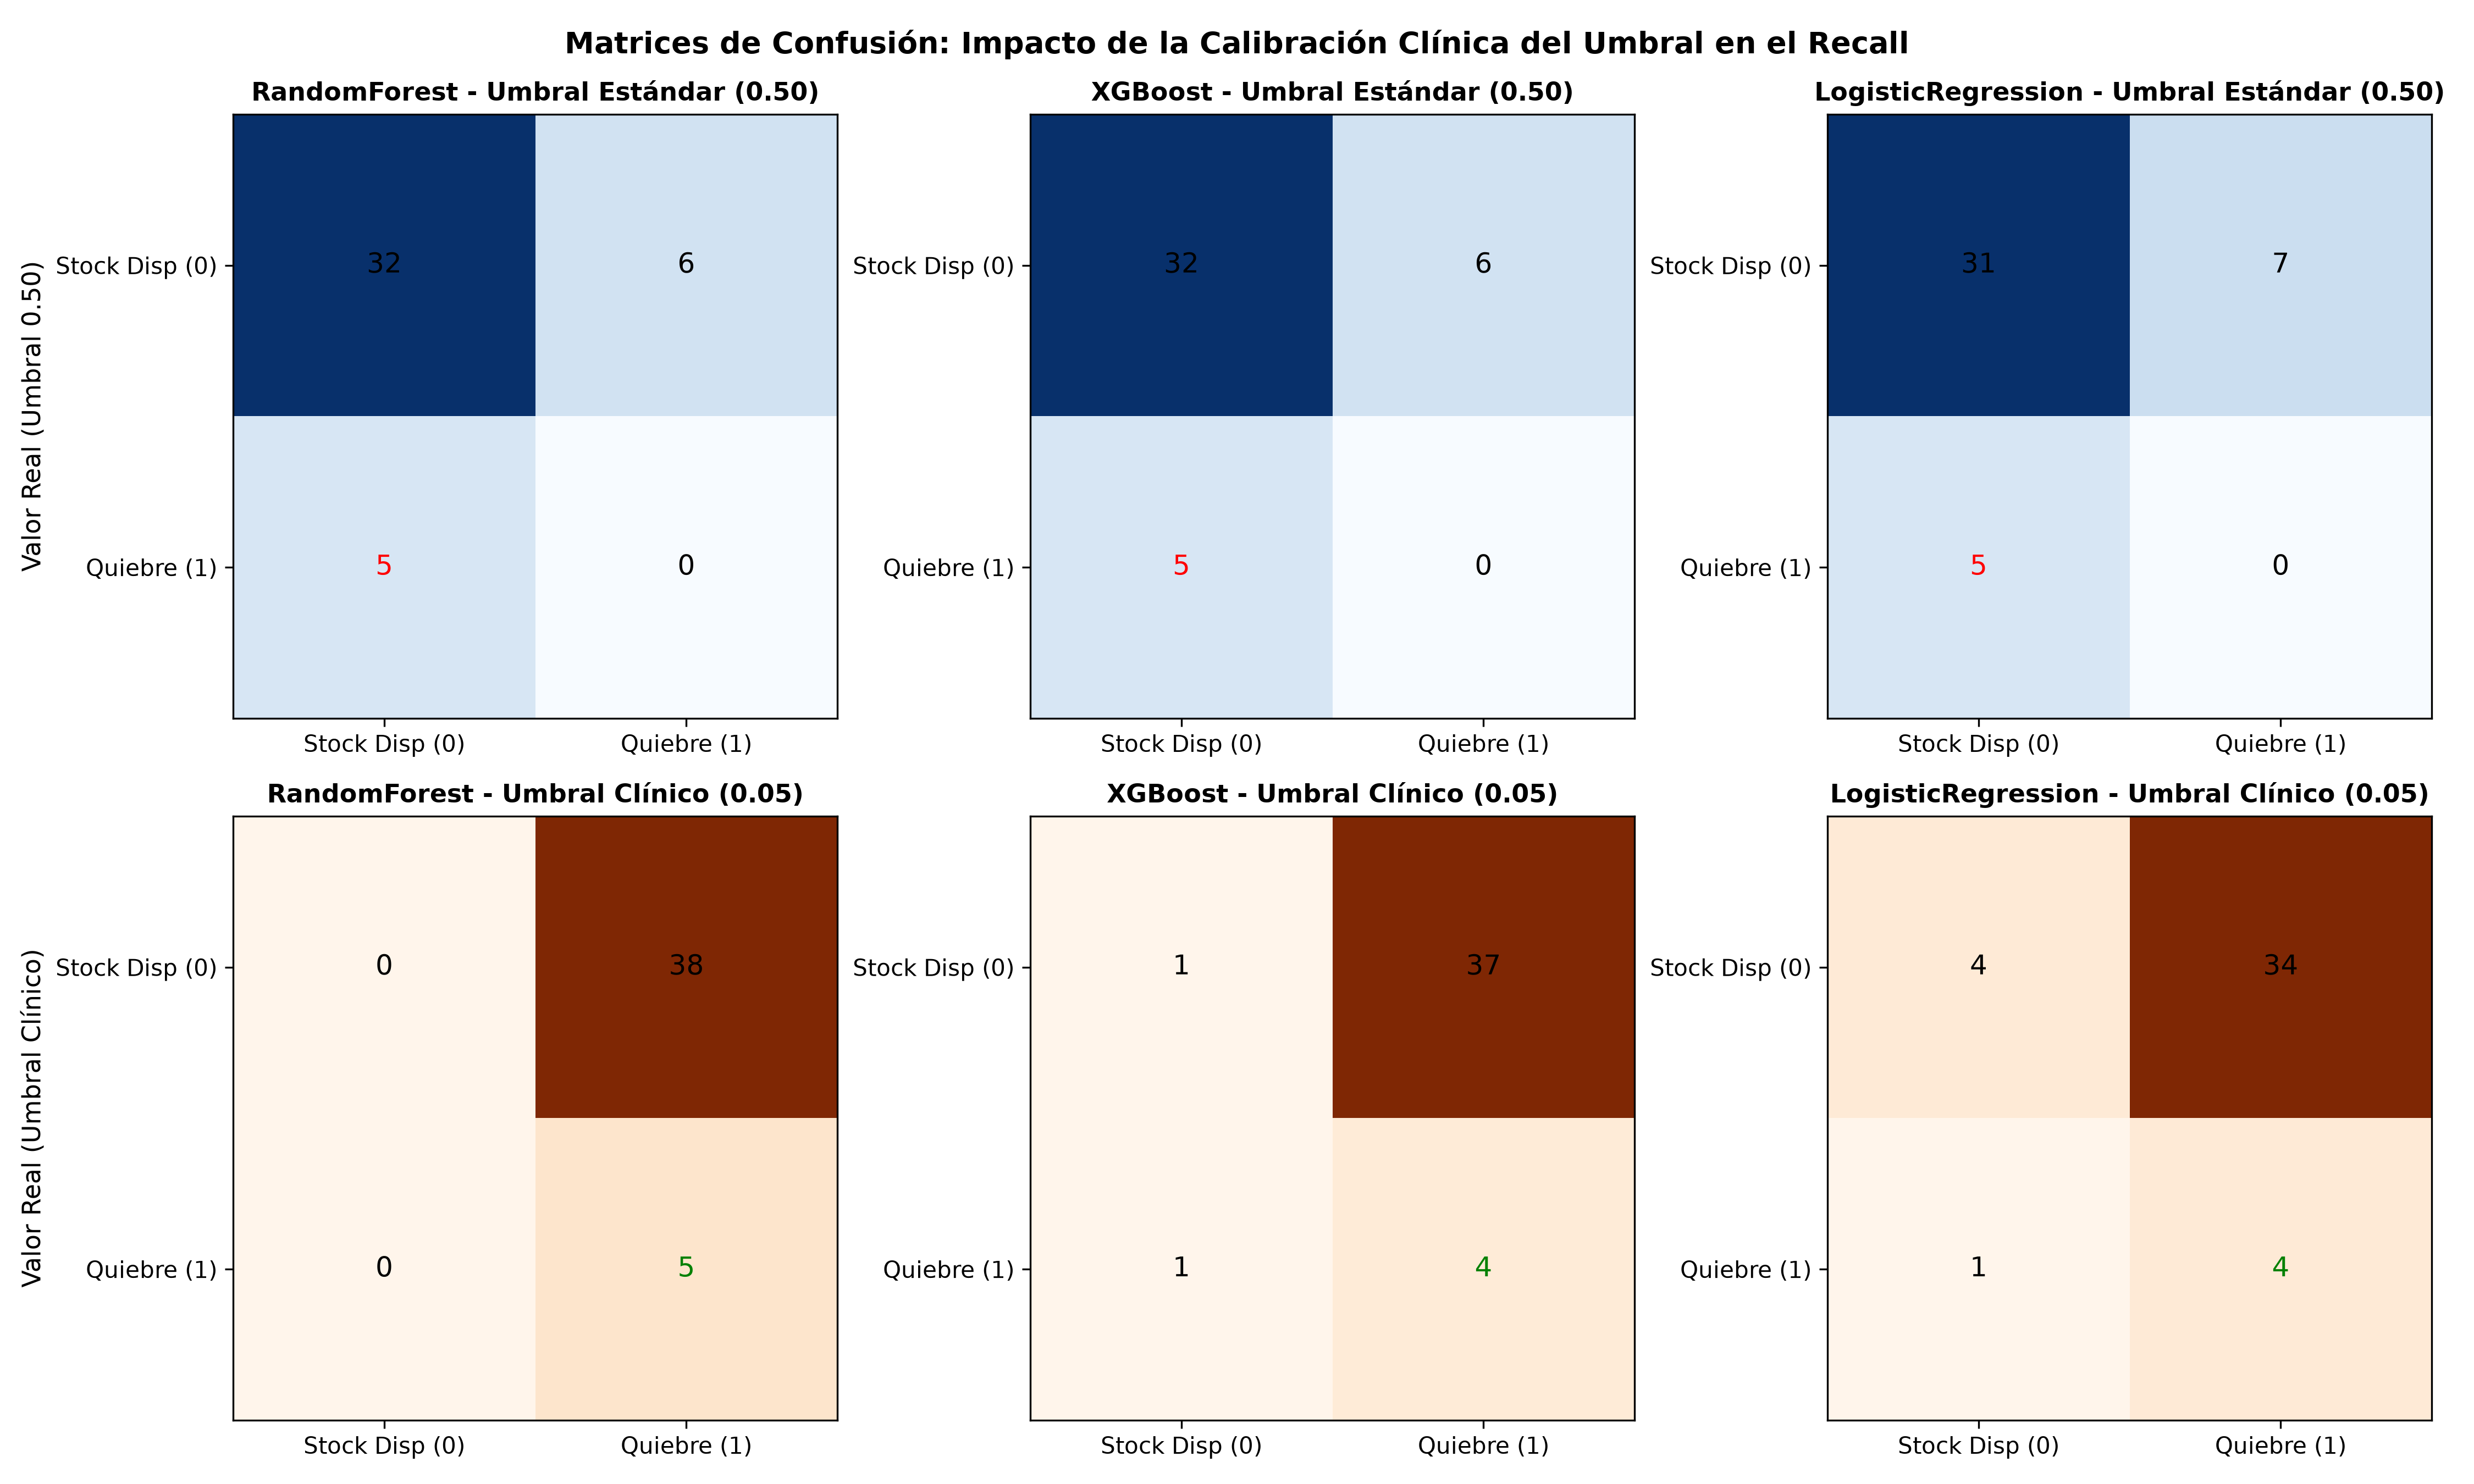 Matrices de Confusión: Impacto de la Calibración Clínica del Umbral en el Recall
RandomForest - Umbral Estándar (0.50)
Valor Real (Umbral 0.50)
Stock Disp (0)
32
6
Quiebre (1)
5
0
Stock Disp (0)
Quiebre (1)
XGBoost - Umbral Estándar (0.50)
Stock Disp (0)
32
6
Quiebre (1)
5
0
Stock Disp (0)
Quiebre (1)
LogisticRegression - Umbral Estándar (0.50)
Stock Disp (0)
31
7
Quiebre (1)
5
0
Stock Disp (0)
Quiebre (1)
RandomForest - Umbral Clínico (0.05)
Valor Real (Umbral Clínico)
Stock Disp (0)
0
38
Quiebre (1)
0
5
Stock Disp (0)
Quiebre (1)
XGBoost - Umbral Clínico (0.05)
Stock Disp (0)
1
37
Quiebre (1)
1
4
Stock Disp (0)
Quiebre (1)
LogisticRegression - Umbral Clínico (0.05)
Stock Disp (0)
4
34
Quiebre (1)
1
4
Stock Disp (0)
Quiebre (1)